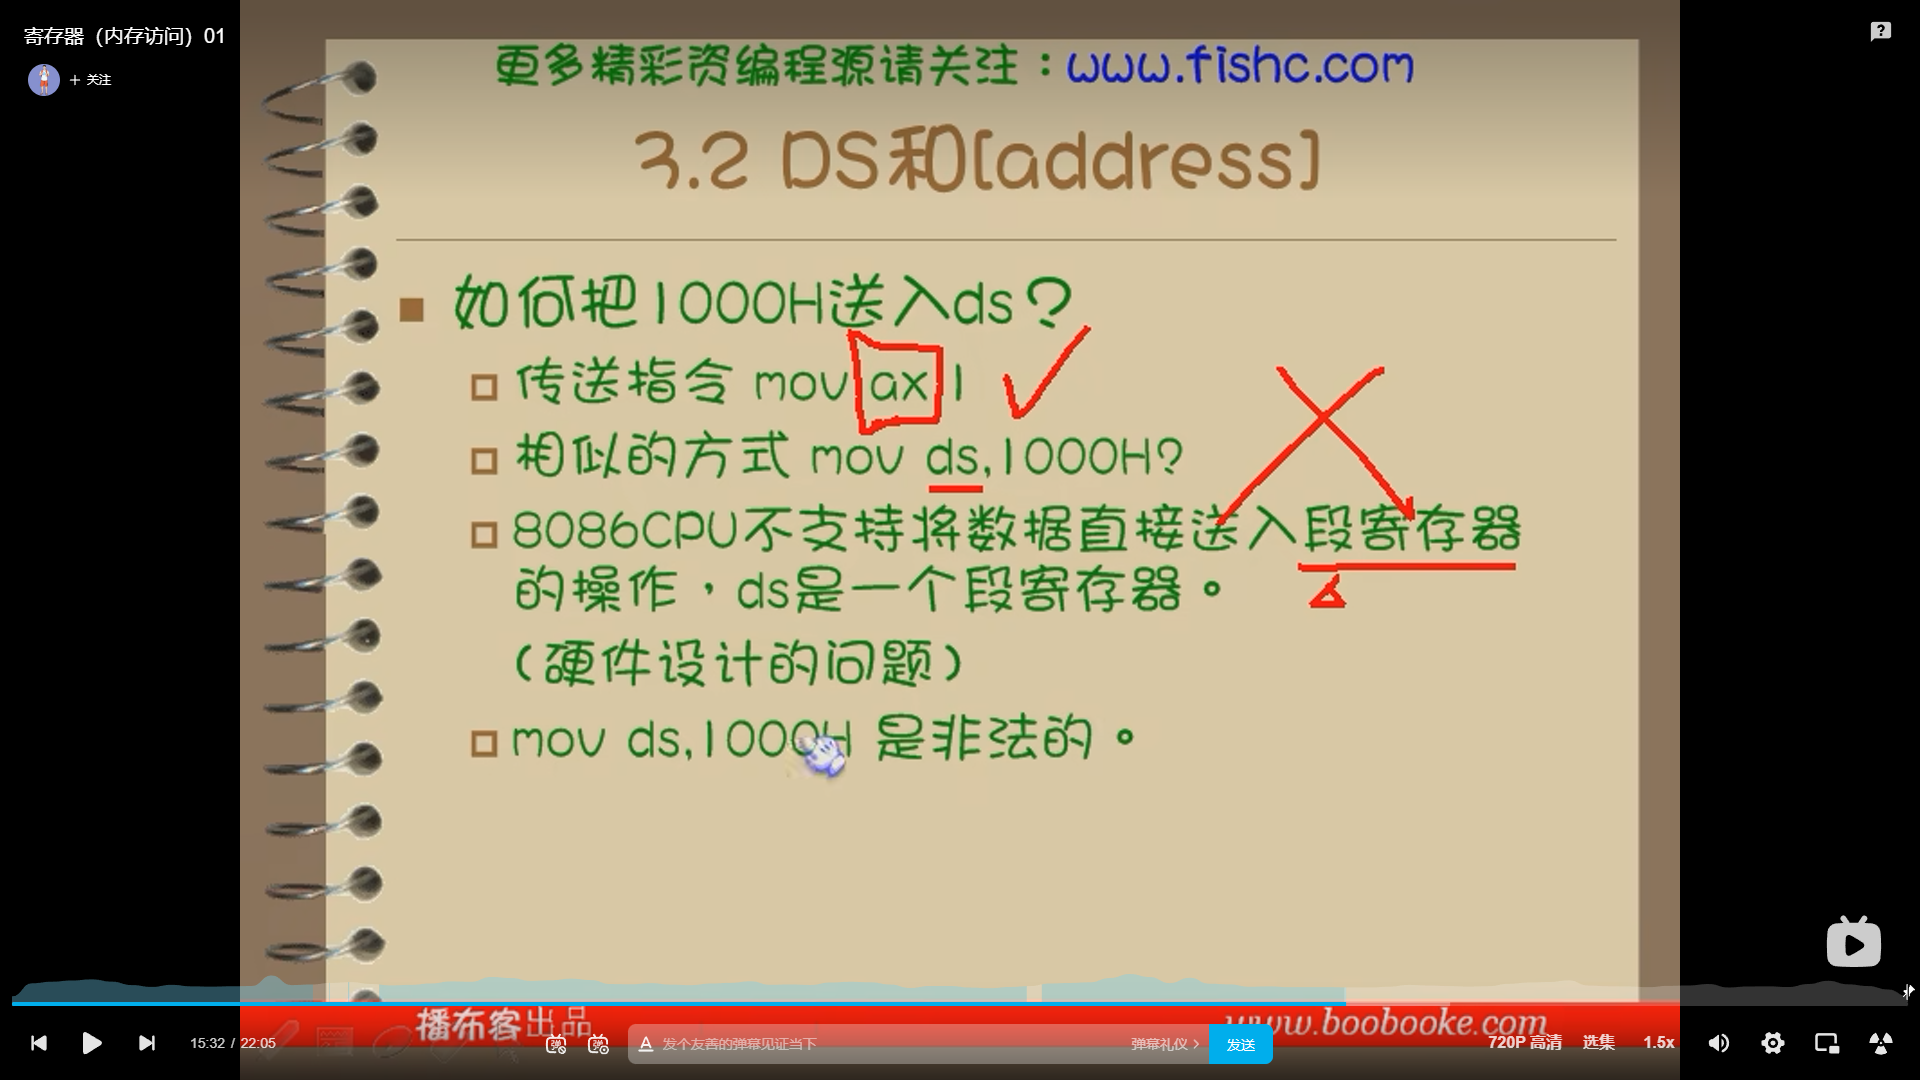 寄存器（内存访问）01
+ 关注
更多精彩资编程源请关注：www.fishc.com
3.2 DS和[address]
如何把1000H送入ds？
传送指令 mov ax 1
相似的方式 mov ds,1000H?
8086CPU不支持将数据直接送入段寄存器
的操作，ds是一个段寄存器。
（硬件设计的问题）
mov ds,1000H 是非法的。
播布客出品
www.boobooke.com
15:32 / 22:05
发个友善的弹幕见证当下
弹幕礼仪
发送
720P 高清
选集
1.5x